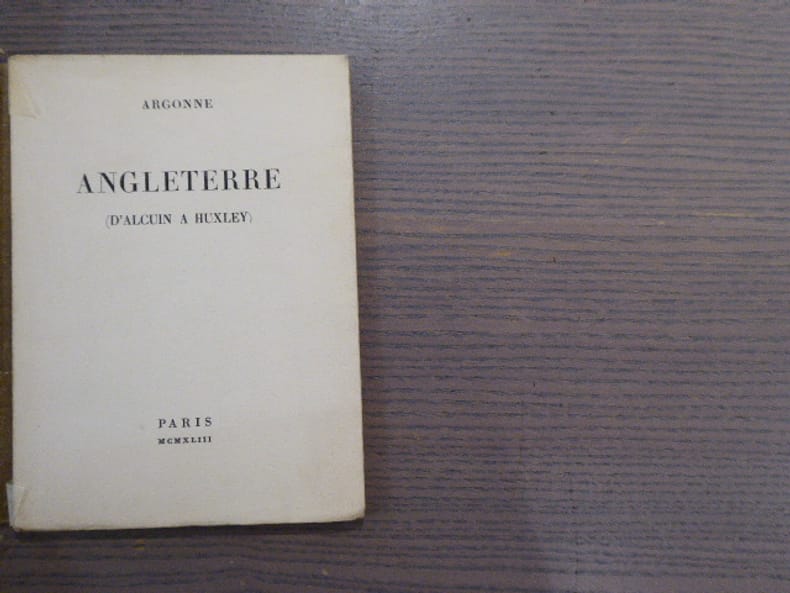 ARGONNE
ANGLETERRE
(D'ALCUIN A HUXLEY)
PARIS
MCMXLIII